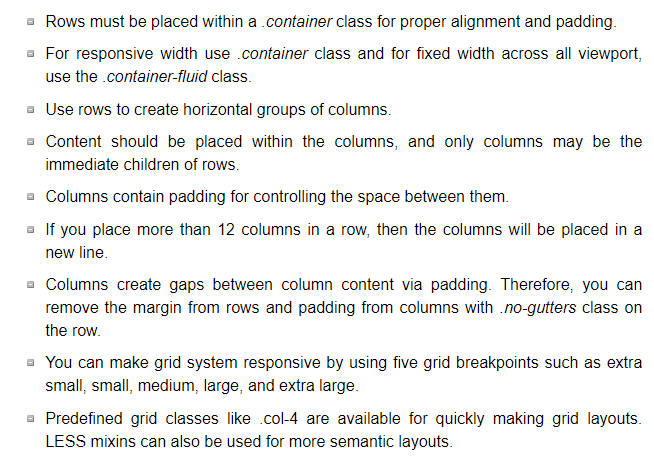 Rows must be placed within a .container class for proper alignment and padding.
For responsive width use .container class and for fixed width across all viewport,
use the .container-fluid class.
Use rows to create horizontal groups of columns.
Content should be placed within the columns, and only columns may be the
immediate children of rows.
Columns contain padding for controlling the space between them.
If you place more than 12 columns in a row, then the columns will be placed in a
new line.
Columns create gaps between column content via padding. Therefore, you can
remove the margin from rows and padding from columns with .no-gutters class on
the row.
You can make grid system responsive by using five grid breakpoints such as extra
small, small, medium, large, and extra large.
Predefined grid classes like .col-4 are available for quickly making grid layouts.
LESS mixins can also be used for more semantic layouts.